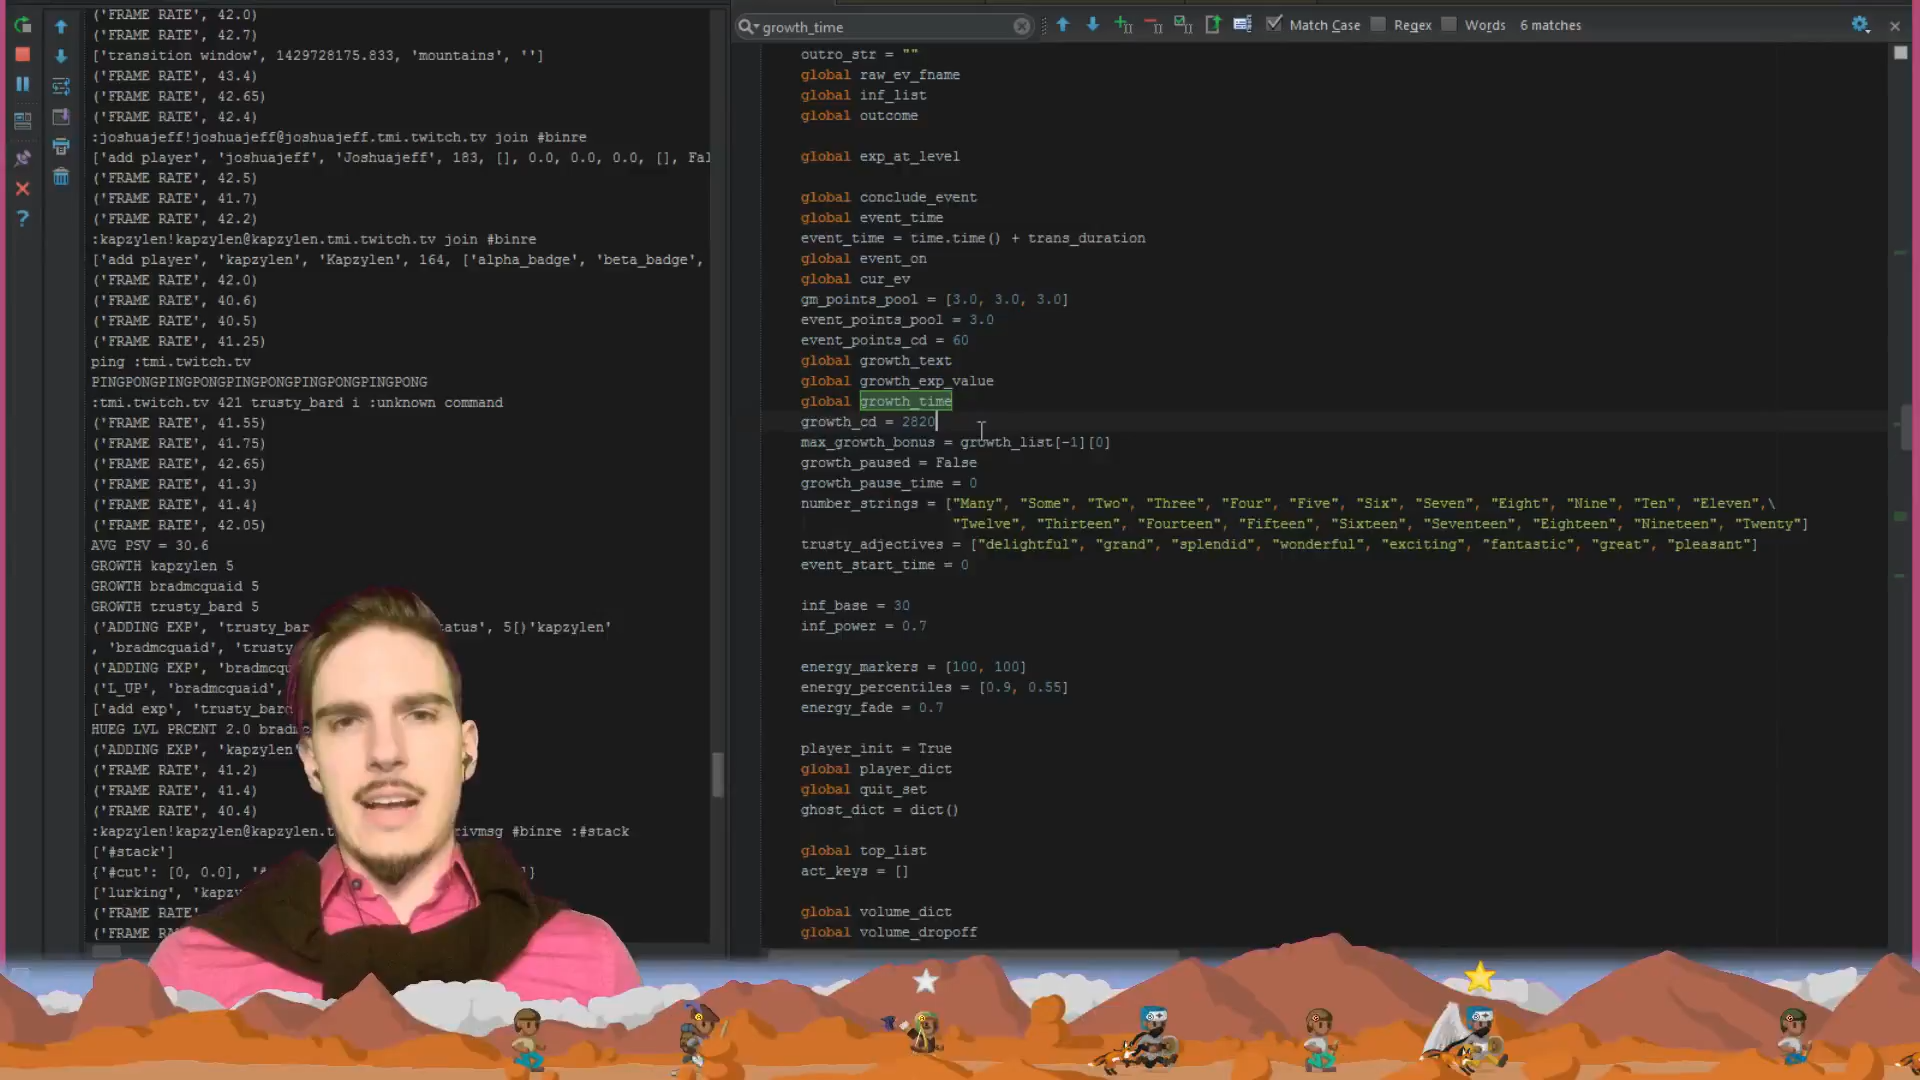 ('FRAME RATE', 42.0)
('FRAME RATE', 42.7)
['transition window', 1429728175.833, 'mountains', '']
('FRAME RATE', 43.4)
('FRAME RATE', 42.65)
('FRAME RATE', 42.4)
:joshuajeff!joshuajeff@joshuajeff.tmi.twitch.tv join #binre
['add player', 'joshuajeff', 'Joshuajeff', 183, [], 0.0, 0.0, 0.0, [], Fal
('FRAME RATE', 42.5)
('FRAME RATE', 41.7)
('FRAME RATE', 42.2)
:kapzylen!kapzylen@kapzylen.tmi.twitch.tv join #binre
['add player', 'kapzylen', 'Kapzylen', 164, ['alpha_badge', 'beta_badge',
('FRAME RATE', 42.0)
('FRAME RATE', 40.6)
('FRAME RATE', 40.5)
('FRAME RATE', 41.25)
ping :tmi.twitch.tv
PINGPONGPINGPONGPINGPONGPINGPONGPINGPONG
:tmi.twitch.tv 421 trusty_bard i :unknown command
('FRAME RATE', 41.55)
('FRAME RATE', 41.75)
('FRAME RATE', 42.65)
('FRAME RATE', 41.3)
('FRAME RATE', 41.4)
('FRAME RATE', 42.05)
AVG PSV = 30.6
GROWTH kapzylen 5
GROWTH bradmcquaid 5
GROWTH trusty_bard 5
('ADDING EXP', 'trusty_bar tatus', 5[)'kapzylen'
, 'bradmcquaid', 'trusty
('ADDING EXP', 'bradmcqu
('L_UP', 'bradmcquaid',
['add exp', 'trusty_bard
HUEG LVL PRCENT 2.0 bradmc
('ADDING EXP', 'kapzylen'
('FRAME RATE', 41.2)
('FRAME RATE', 41.4)
('FRAME RATE', 40.4)
:kapzylen!kapzylen@kapzylen.t rivmsg #binre :#stack
['#stack']
{'#cut': [0, 0.0], '# ]}
['lurking', 'kapzy
('FRAME RATE',
('FRAME RATE',
growth_time
Match Case
Regex
Words
6 matches
outro_str = ""
global raw_ev_fname
global inf_list
global outcome
global exp_at_level
global conclude_event
global event_time
event_time = time.time() + trans_duration
global event_on
global cur_ev
gm_points_pool = [3.0, 3.0, 3.0]
event_points_pool = 3.0
event_points_cd = 60
global growth_text
global growth_exp_value
global growth_time
growth_cd = 2820
max_growth_bonus = growth_list[-1][0]
growth_paused = False
growth_pause_time = 0
number_strings = ["Many", "Some", "Two", "Three", "Four", "Five", "Six", "Seven", "Eight", "Nine", "Ten", "Eleven",\
"Twelve", "Thirteen", "Fourteen", "Fifteen", "Sixteen", "Seventeen", "Eighteen", "Nineteen", "Twenty"]
trusty_adjectives = ["delightful", "grand", "splendid", "wonderful", "exciting", "fantastic", "great", "pleasant"]
event_start_time = 0
inf_base = 30
inf_power = 0.7
energy_markers = [100, 100]
energy_percentiles = [0.9, 0.55]
energy_fade = 0.7
player_init = True
global player_dict
global quit_set
ghost_dict = dict()
global top_list
act_keys = []
global volume_dict
global volume_dropoff